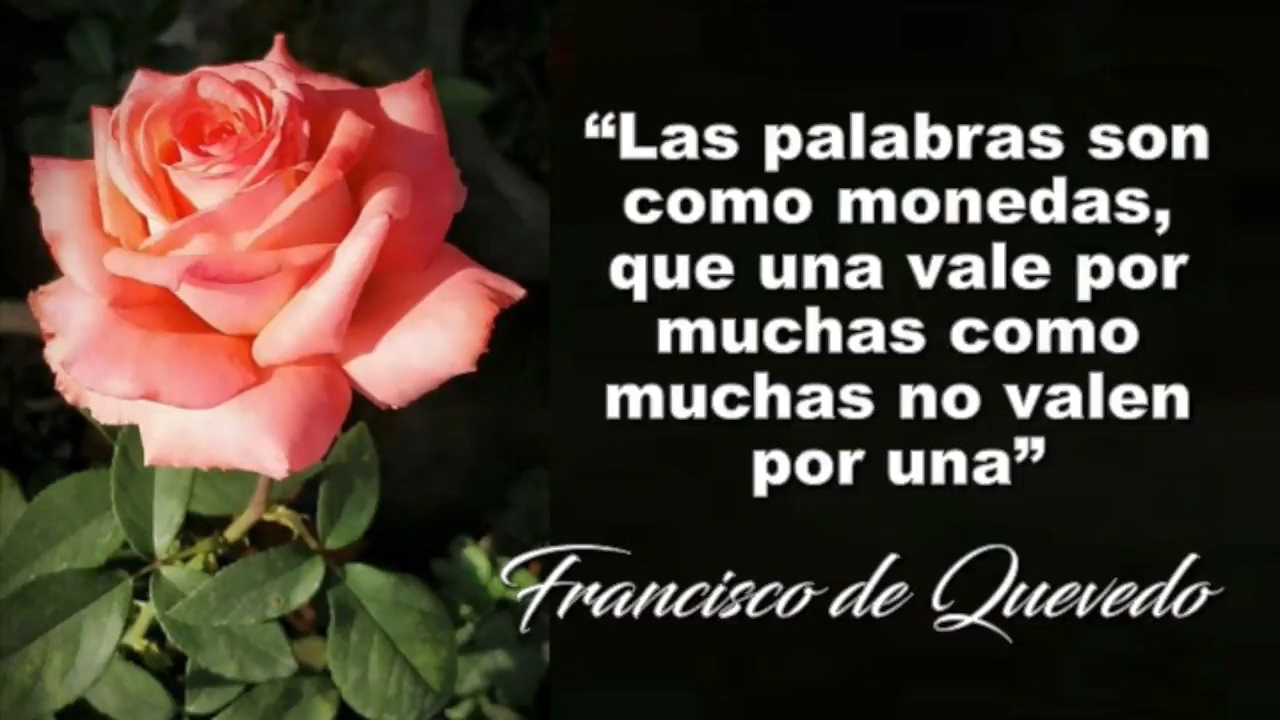 “Las palabras son
como monedas,
que una vale por
muchas como
muchas no valen
por una”
Francisco de Quevedo